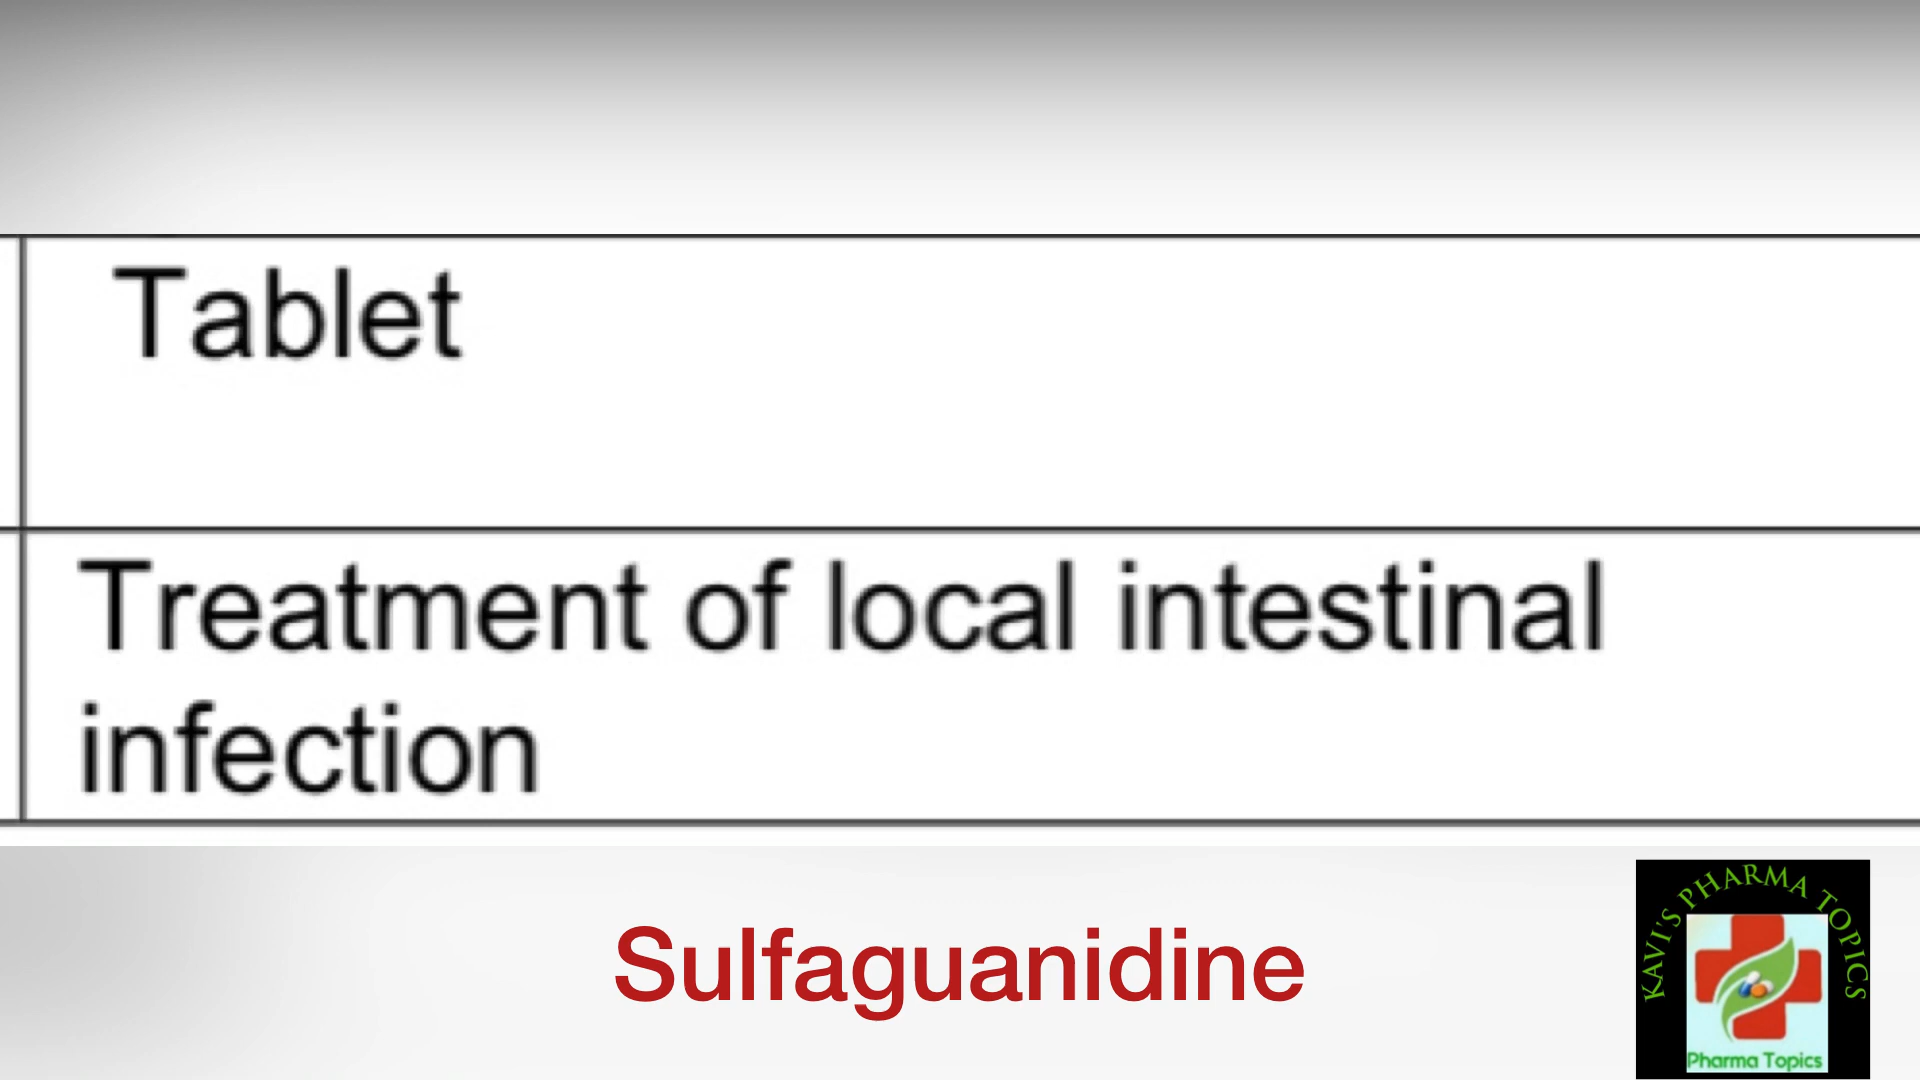 Tablet
Treatment of local intestinal
infection
Sulfaguanidine
KAVI'S PHARMA TOPICS
Pharma Topics